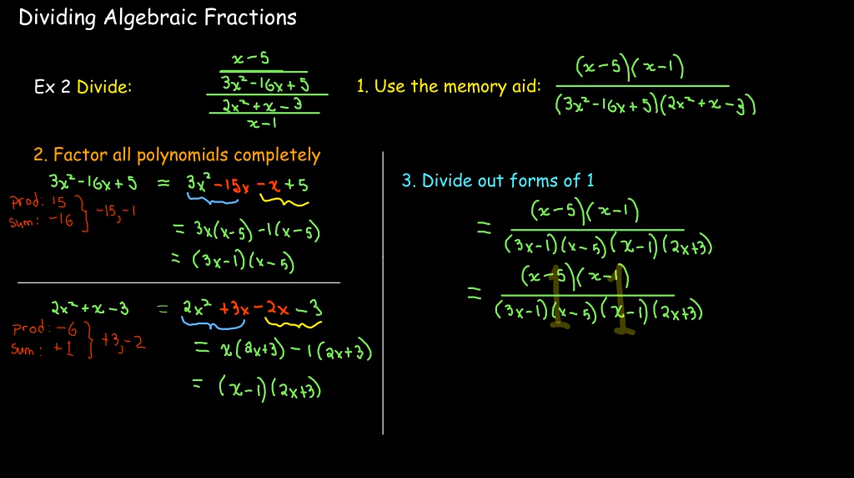 Dividing Algebraic Fractions
Ex 2 Divide:
x-5
3x²-16x+5
2x²+x-3
x-1
1. Use the memory aid:
(x-5)(x-1)
(3x²-16x+5)(2x²+x-3)
2. Factor all polynomials completely
3x²-16x+5 = 3x²-15x-x+5
prod: 15
sum: -16
} -15,-1
= 3x(x-5)-1(x-5)
= (3x-1)(x-5)
2x²+x-3 = 2x²+3x-2x-3
prod: -6
sum: +1
} +3,-2
= x(2x+3)-1(2x+3)
= (x-1)(2x+3)
3. Divide out forms of 1
(x-5)(x-1)
=
(3x-1)(x-5)(x-1)(2x+3)
(x-5)(x-1)
=
(3x-1)(x-5)(x-1)(2x+3)